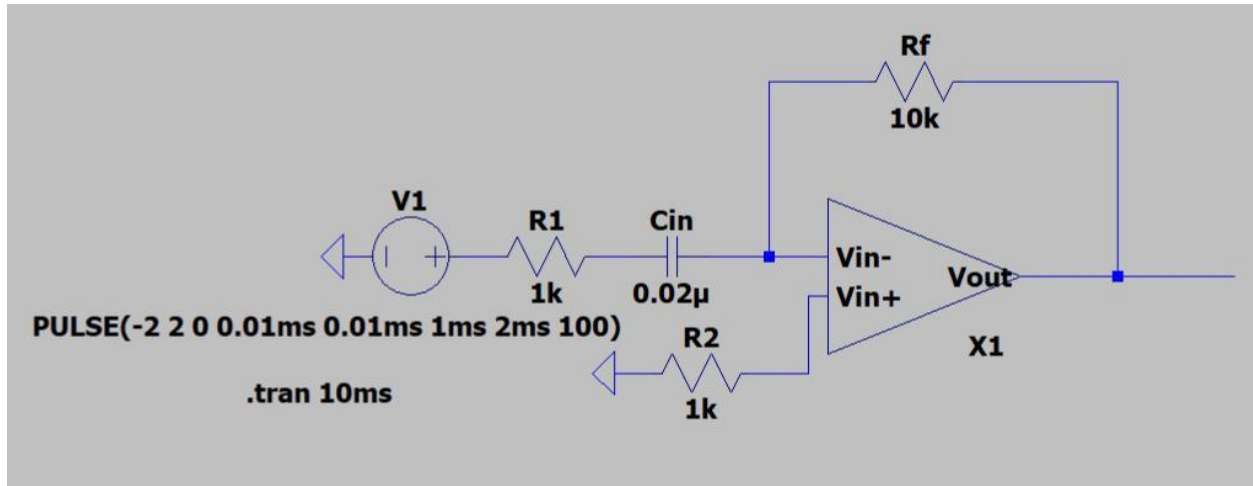 Rf
10k
V1
R1
Cin
1k
0.02µ
Vin-
Vin+
Vout
PULSE(-2 2 0 0.01ms 0.01ms 1ms 2ms 100)
R2
X1
.tran 10ms
1k